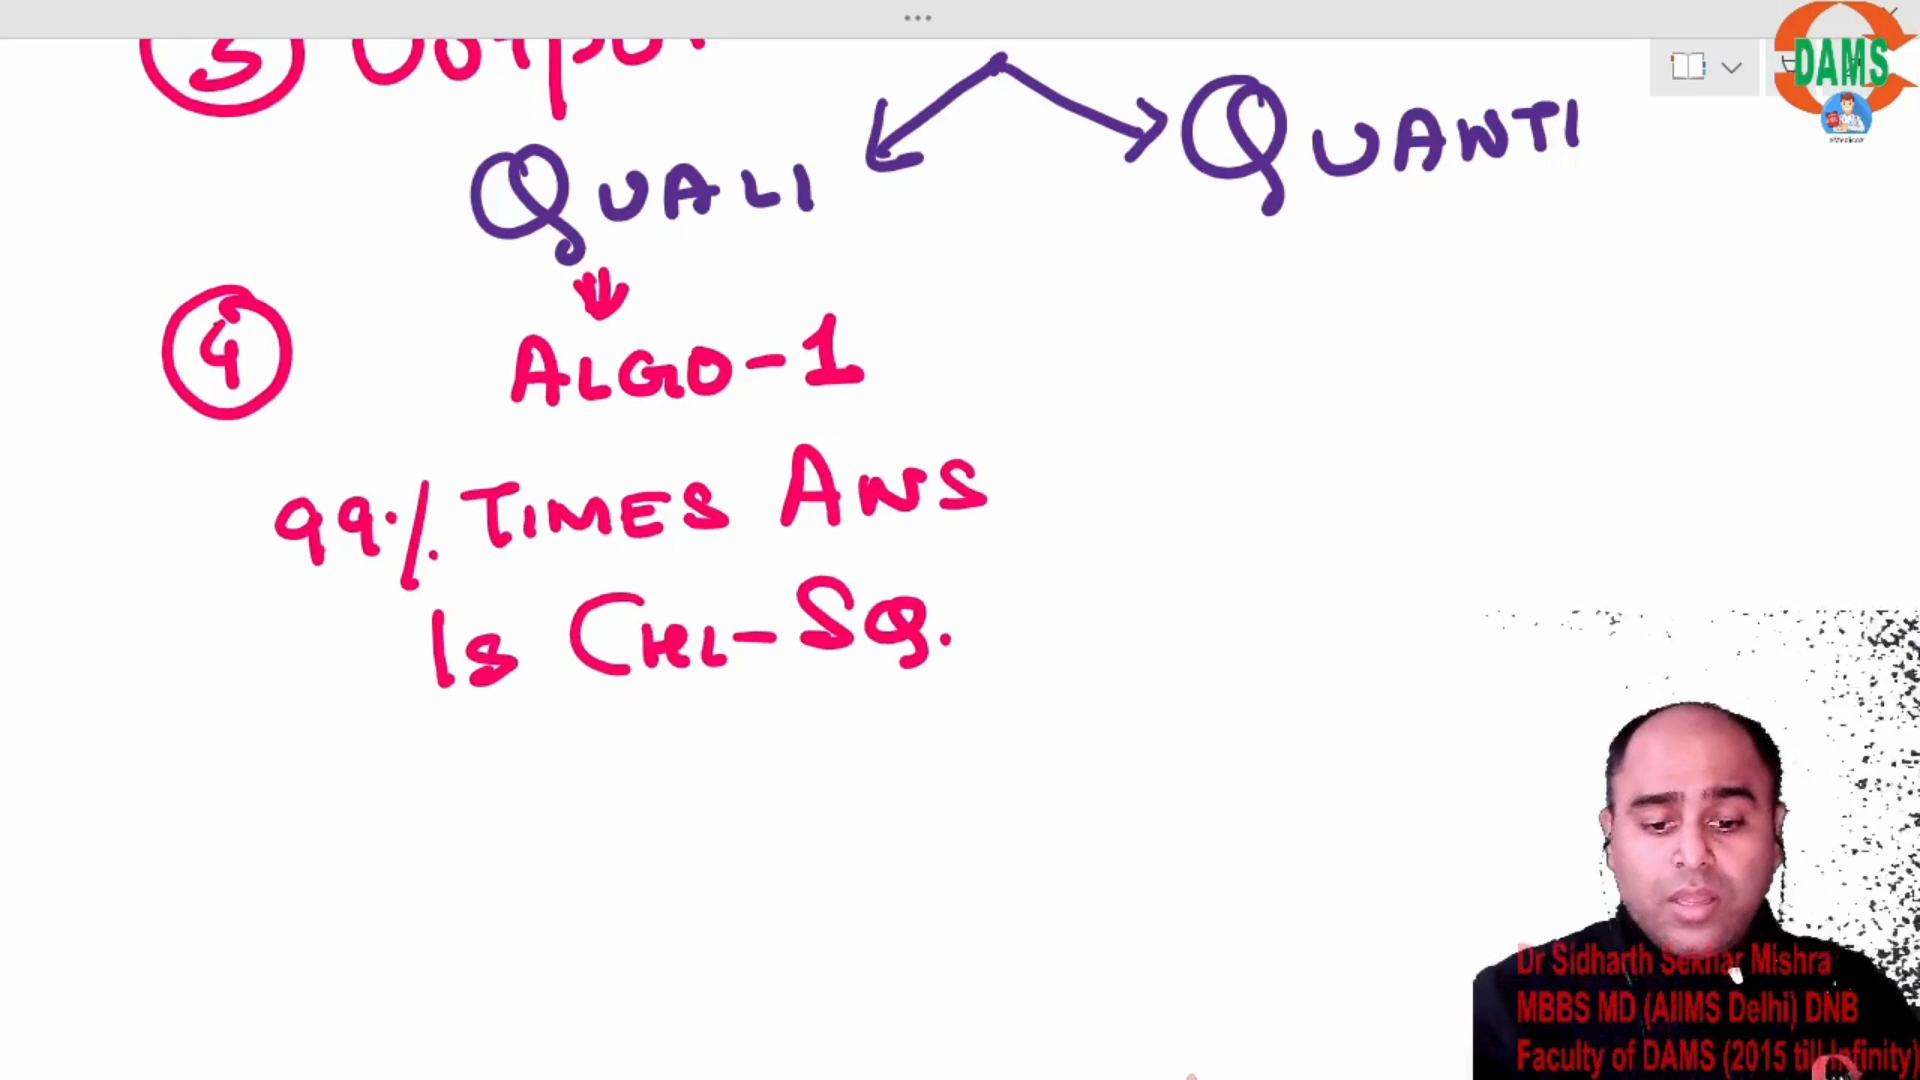 3 Output
QUALI QUANTI
4 ALGO-1
99% TIMES ANS
IS CHI-SQ.
DAMS
Dr Sidharth Sekhar Mishra
MBBS MD (AIIMS Delhi) DNB
Faculty of DAMS (2015 till Infinity)